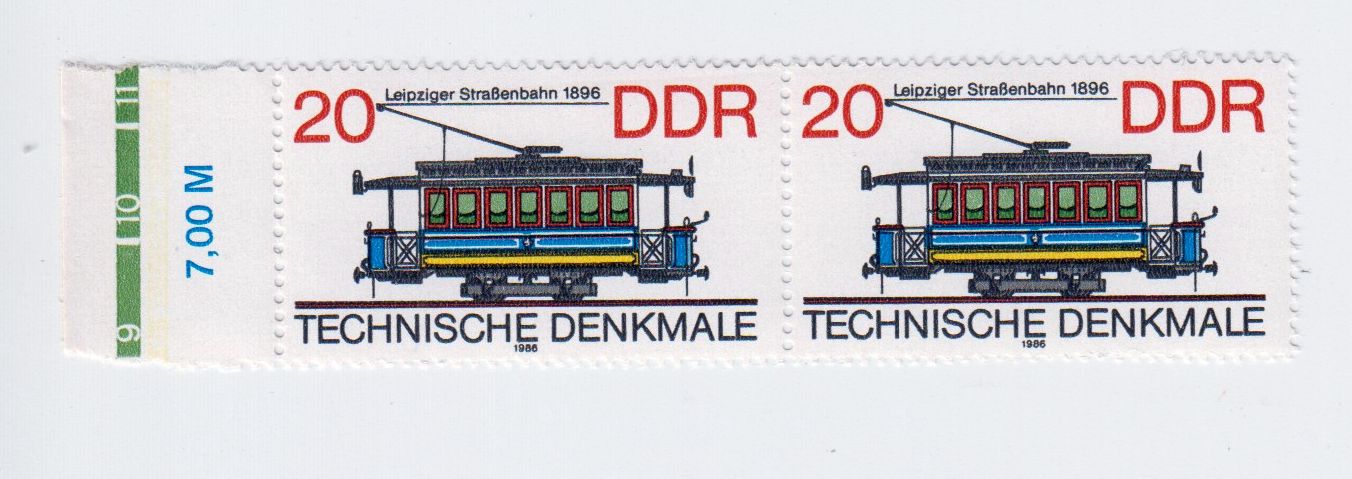 11
10
9
7,00 M
20 Leipziger Straßenbahn 1896 DDR
TECHNISCHE DENKMALE
1986
20 Leipziger Straßenbahn 1896 DDR
TECHNISCHE DENKMALE
1986